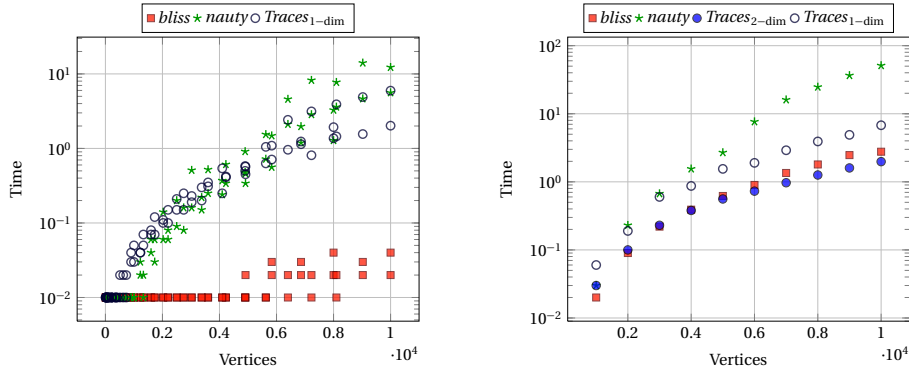 bliss nauty Traces1−dim
bliss nauty Traces2−dim Traces1−dim
10^1
10^0
10^−1
10^−2
Time
0 0.2 0.4 0.6 0.8 1
·10^4
Vertices
10^2
10^1
10^0
10^−1
10^−2
Time
0.2 0.4 0.6 0.8 1
·10^4
Vertices